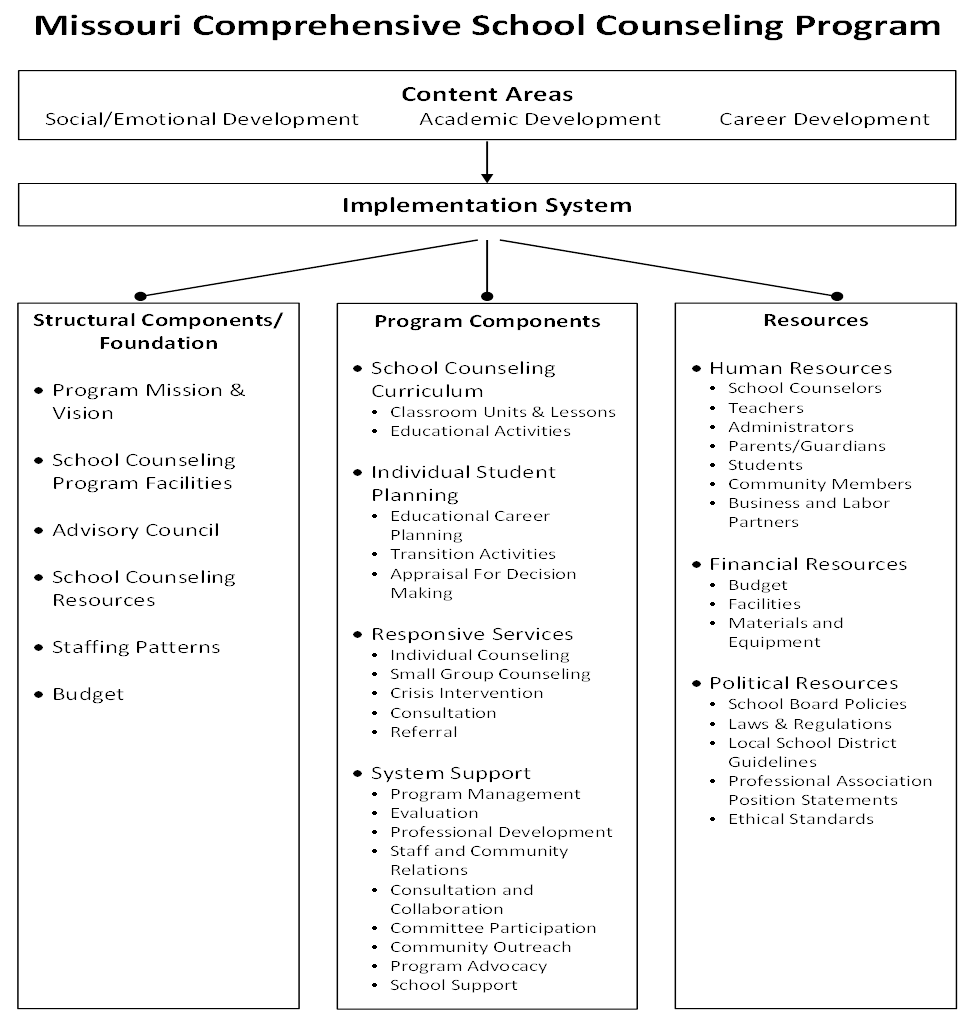 Missouri Comprehensive School Counseling Program
Content Areas
Social/Emotional Development Academic Development Career Development
Implementation System
Structural Components/
Foundation
• Program Mission &
Vision
• School Counseling
Program Facilities
• Advisory Council
• School Counseling
Resources
• Staffing Patterns
• Budget
Program Components
• School Counseling
Curriculum
• Classroom Units & Lessons
• Educational Activities
• Individual Student
Planning
• Educational Career
Planning
• Transition Activities
• Appraisal For Decision
Making
• Responsive Services
• Individual Counseling
• Small Group Counseling
• Crisis Intervention
• Consultation
• Referral
• System Support
• Program Management
• Evaluation
• Professional Development
• Staff and Community
Relations
• Consultation and
Collaboration
• Committee Participation
• Community Outreach
• Program Advocacy
• School Support
Resources
• Human Resources
• School Counselors
• Teachers
• Administrators
• Parents/Guardians
• Students
• Community Members
• Business and Labor
Partners
• Financial Resources
• Budget
• Facilities
• Materials and
Equipment
• Political Resources
• School Board Policies
• Laws & Regulations
• Local School District
Guidelines
• Professional Association
Position Statements
• Ethical Standards